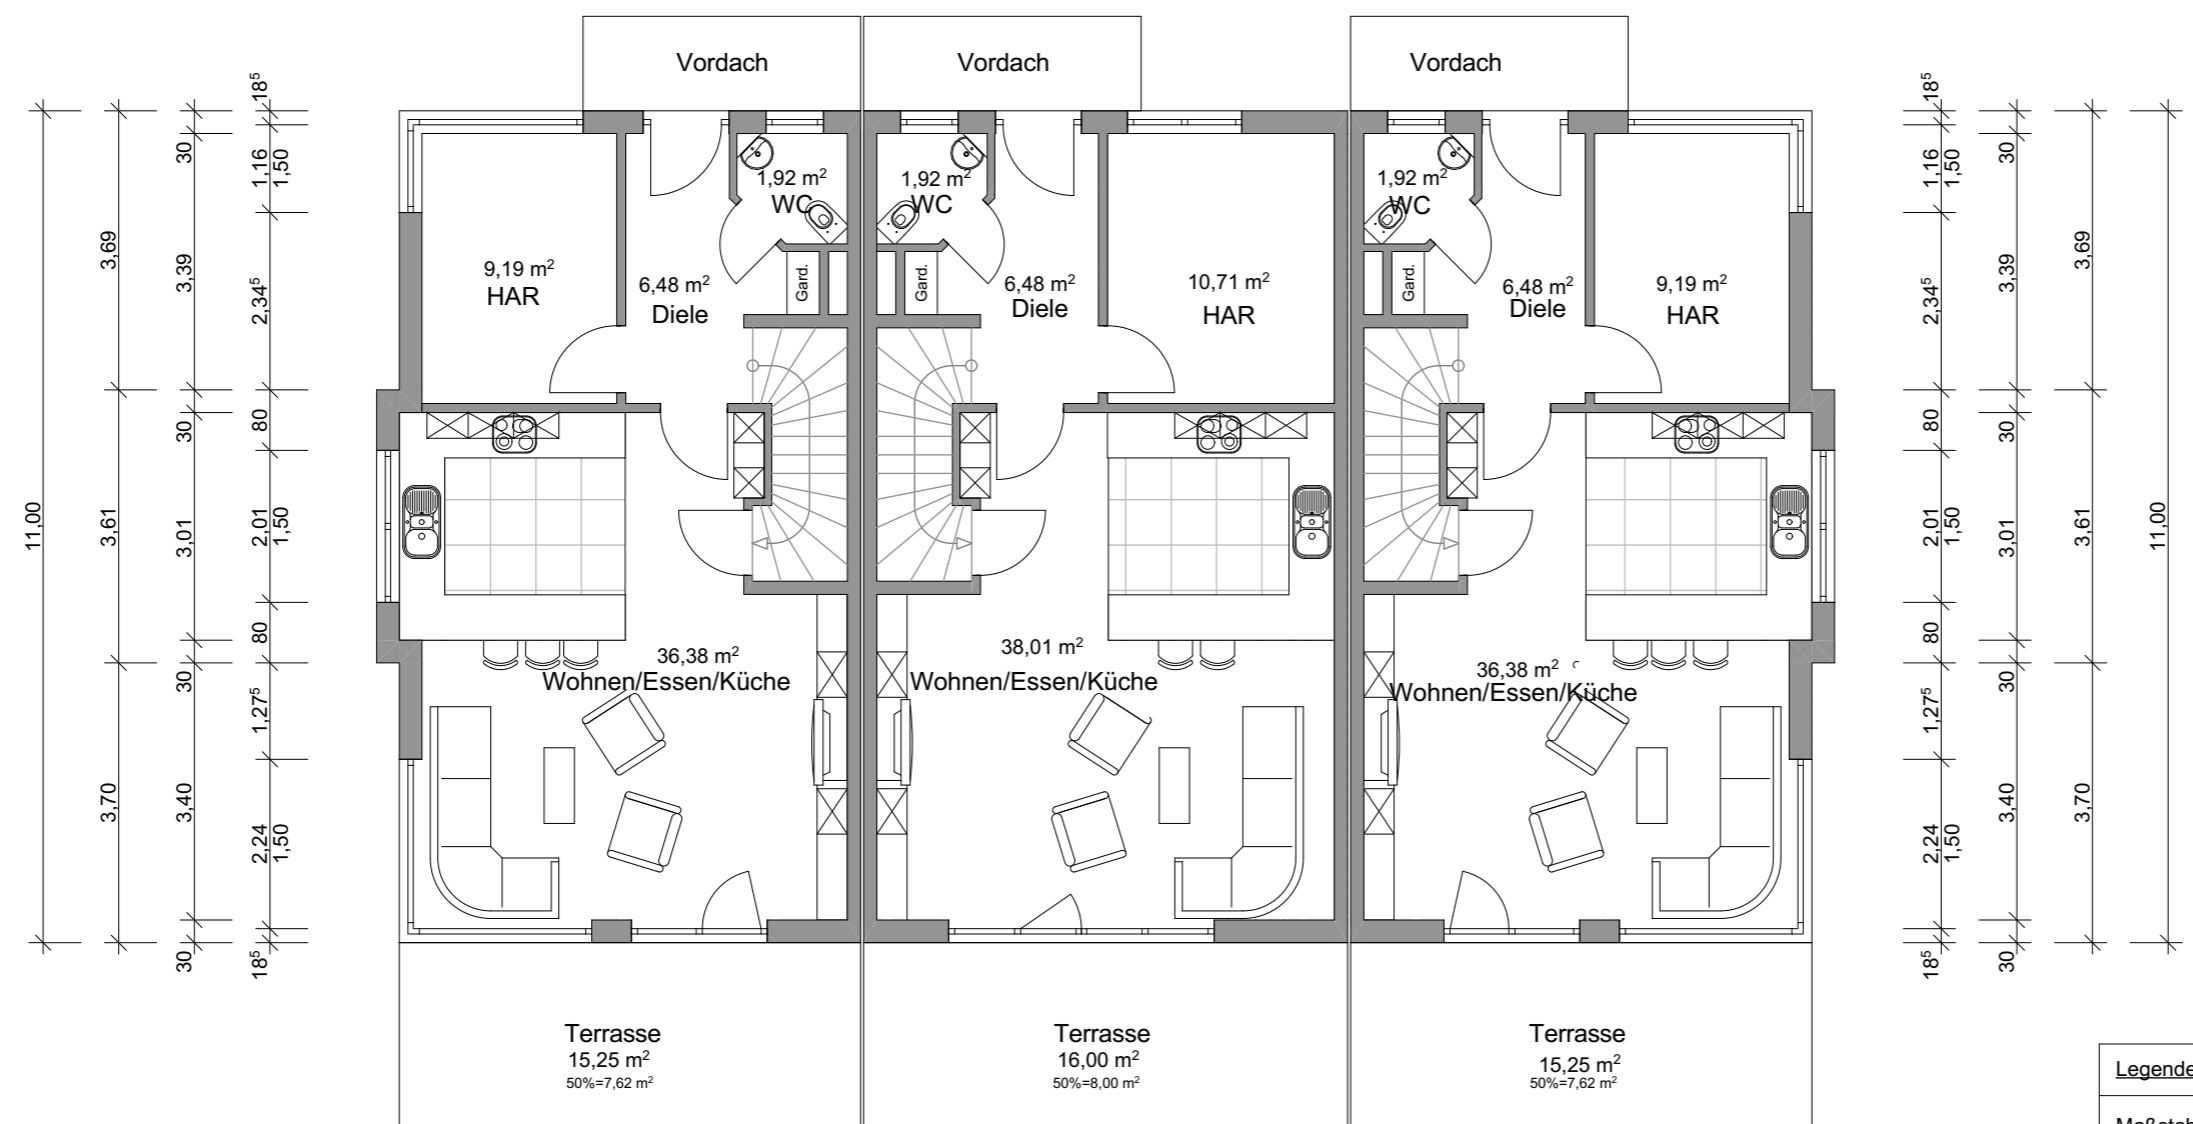 Vordach
Vordach
Vordach
18⁵
1,16
1,50
2,34⁵
80
2,01
1,50
80
1,27⁵
2,24
1,50
18⁵
30
3,39
30
3,01
30
3,40
30
3,69
3,61
3,70
11,00
9,19 m²
HAR
6,48 m²
Diele
1,92 m²
WC
Gard.
36,38 m²
Wohnen/Essen/Küche
Terrasse
15,25 m²
50%=7,62 m²
1,92 m²
WC
Gard.
6,48 m²
Diele
10,71 m²
HAR
38,01 m²
Wohnen/Essen/Küche
Terrasse
16,00 m²
50%=8,00 m²
1,92 m²
WC
Gard.
6,48 m²
Diele
9,19 m²
HAR
36,38 m²
Wohnen/Essen/Küche
Terrasse
15,25 m²
50%=7,62 m²
18⁵
1,16
1,50
2,34⁵
80
2,01
1,50
80
1,27⁵
2,24
1,50
18⁵
30
3,39
30
3,01
30
3,40
30
3,69
3,61
3,70
11,00
Legende